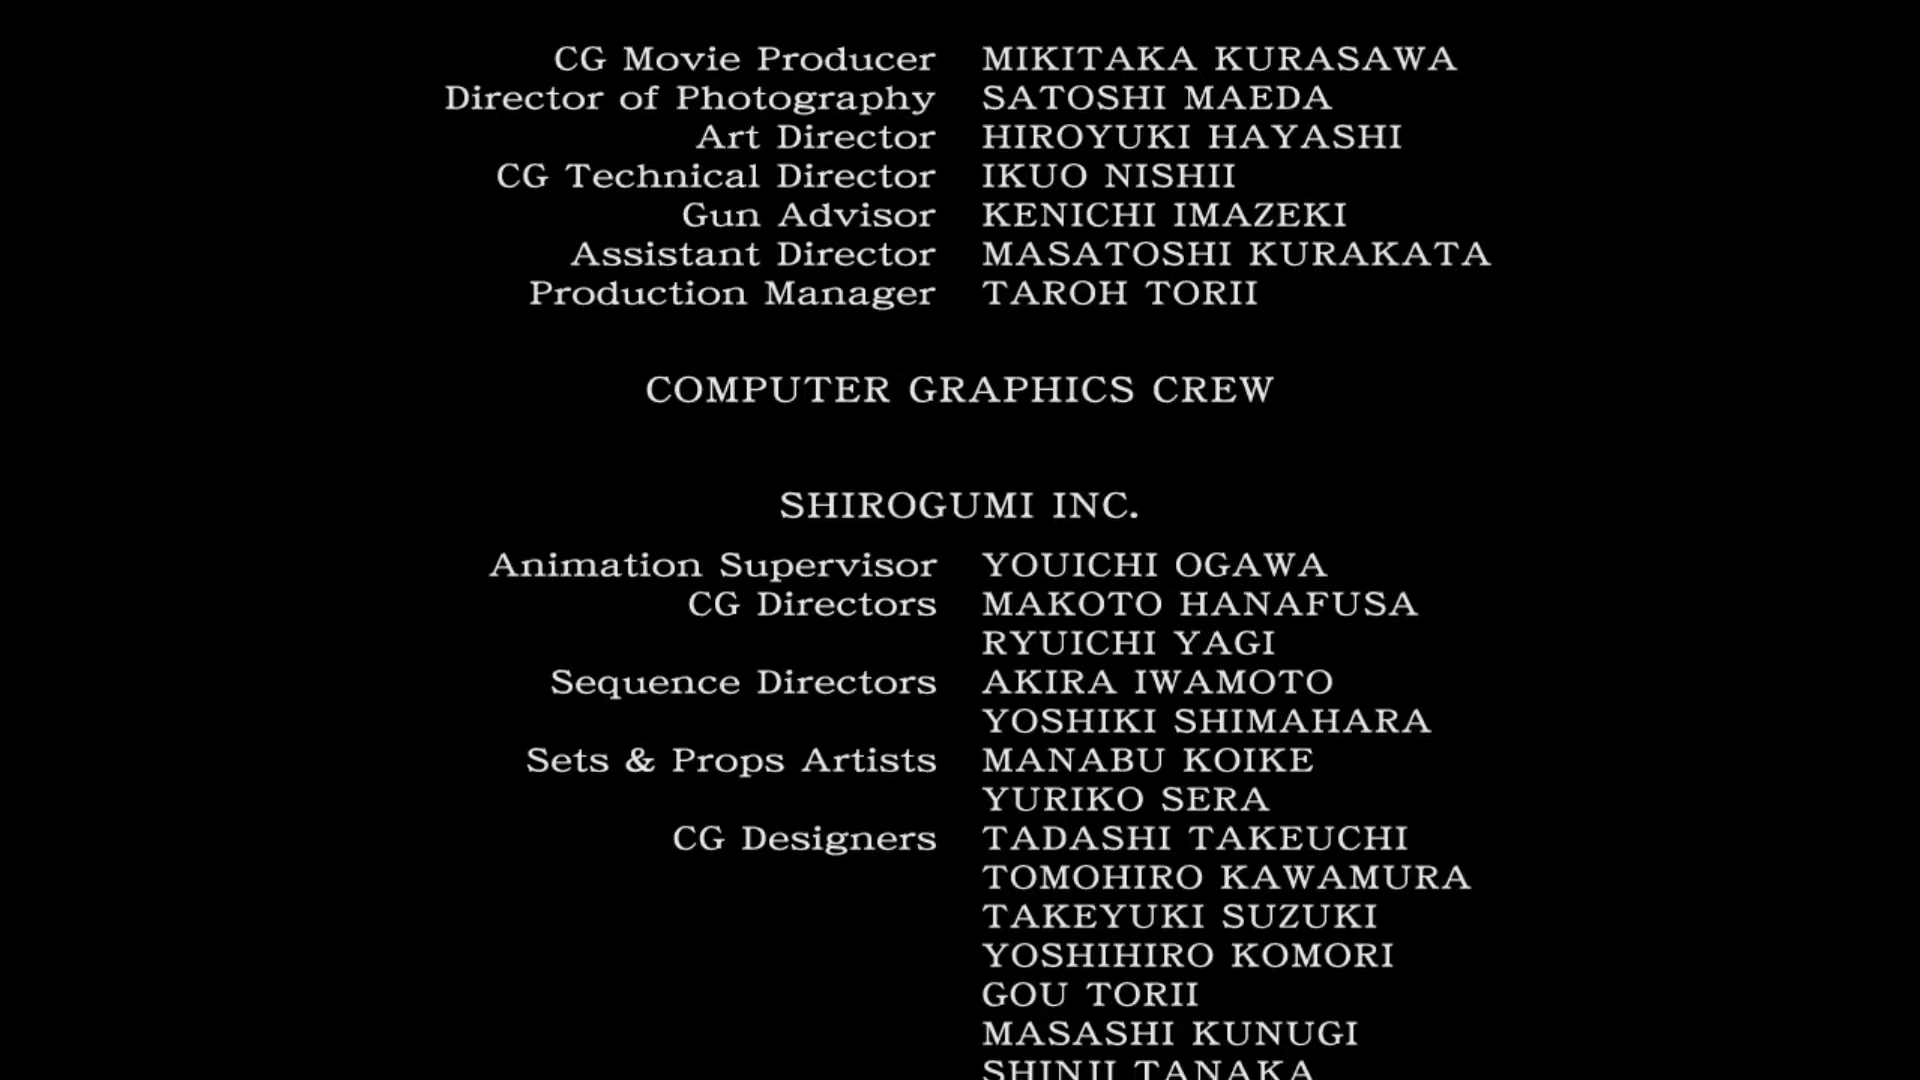 CG Movie Producer MIKITAKA KURASAWA
Director of Photography SATOSHI MAEDA
Art Director HIROYUKI HAYASHI
CG Technical Director IKUO NISHII
Gun Advisor KENICHI IMAZEKI
Assistant Director MASATOSHI KURAKATA
Production Manager TAROH TORII
COMPUTER GRAPHICS CREW
SHIROGUMI INC.
Animation Supervisor YOUICHI OGAWA
CG Directors MAKOTO HANAFUSA
RYUICHI YAGI
Sequence Directors AKIRA IWAMOTO
YOSHIKI SHIMAHARA
Sets & Props Artists MANABU KOIKE
YURIKO SERA
CG Designers TADASHI TAKEUCHI
TOMOHIRO KAWAMURA
TAKEYUKI SUZUKI
YOSHIHIRO KOMORI
GOU TORII
MASASHI KUNUGI
SHINJI TANAKA